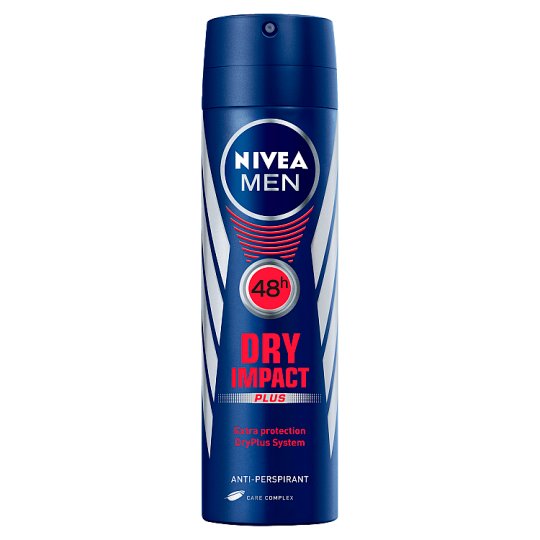 NIVEA
MEN
48h
DRY
IMPACT
PLUS
Extra protection
DryPlus System
ANTI-PERSPIRANT
CARE COMPLEX